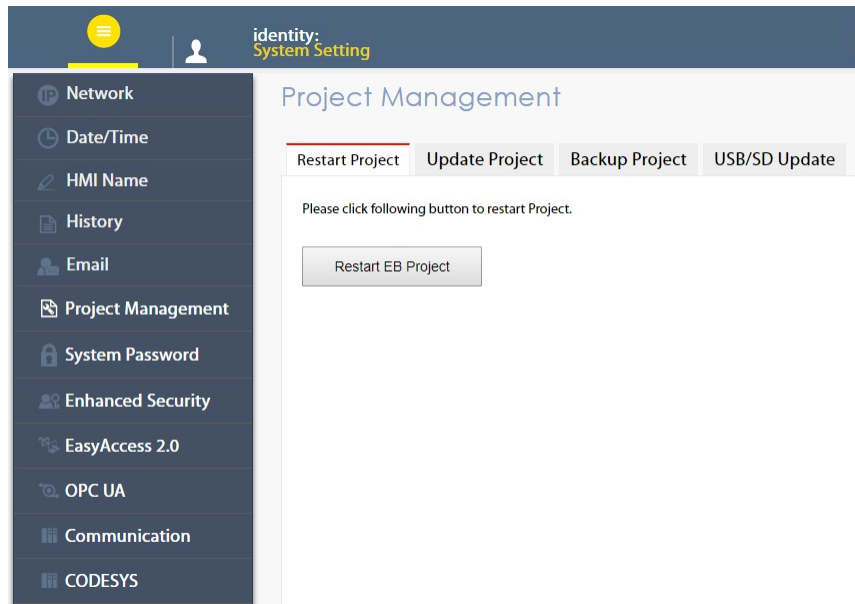 identity:
System Setting
Network
Date/Time
HMI Name
History
Email
Project Management
System Password
Enhanced Security
EasyAccess 2.0
OPC UA
Communication
CODESYS
Project Management
Restart Project Update Project Backup Project USB/SD Update
Please click following button to restart Project.
Restart EB Project